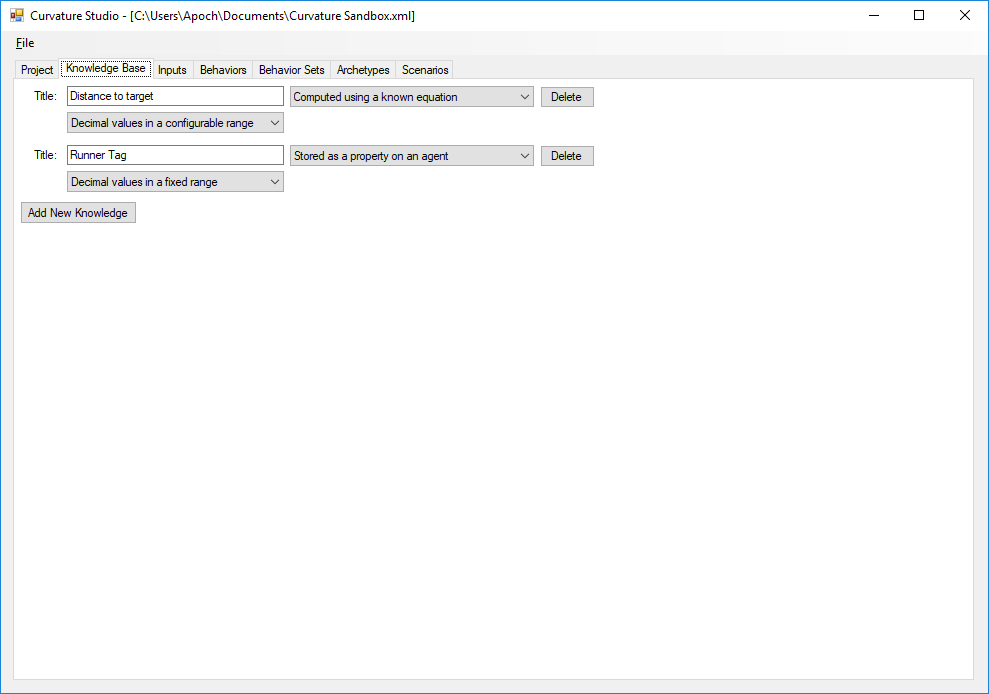 Curvature Studio - [C:\Users\Apoch\Documents\Curvature Sandbox.xml]
File
Project Knowledge Base Inputs Behaviors Behavior Sets Archetypes Scenarios
Title: Distance to target Computed using a known equation Delete
Decimal values in a configurable range
Title: Runner Tag Stored as a property on an agent Delete
Decimal values in a fixed range
Add New Knowledge